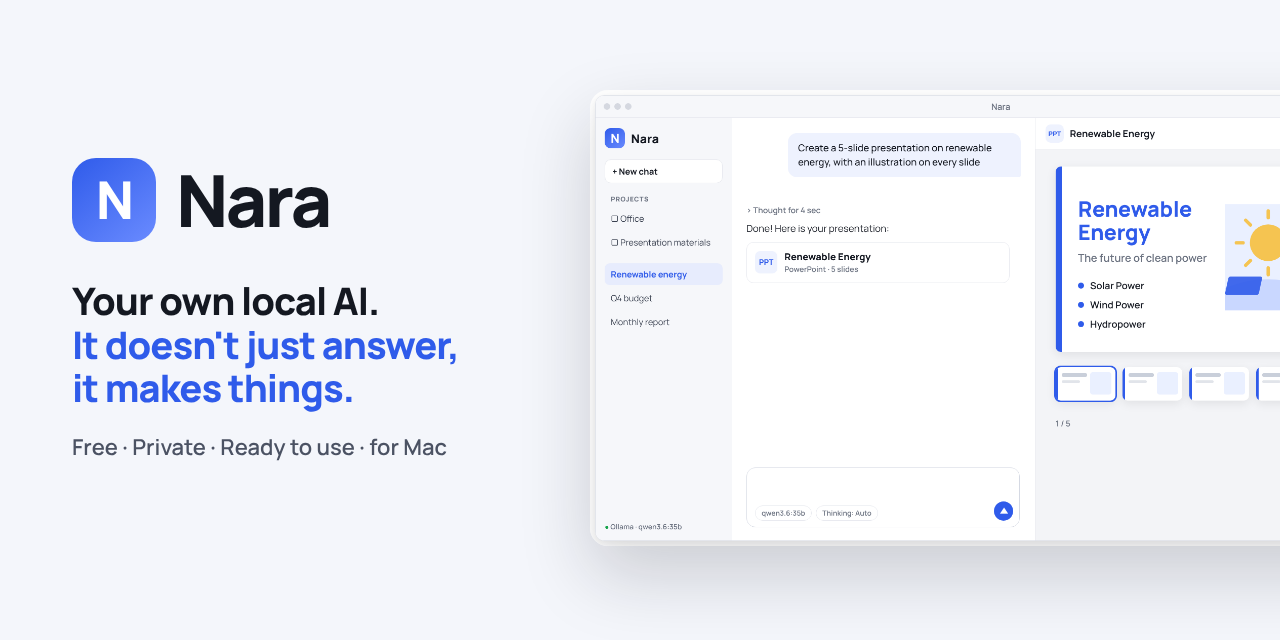 N Nara
Your own local AI.
It doesn't just answer,
it makes things.
Free · Private · Ready to use · for Mac
Nara
N Nara
+ New chat
PROJECTS
Office
Presentation materials
Renewable energy
Q4 budget
Monthly report
Ollama · qwen3.6:35b
Create a 5-slide presentation on renewable
energy, with an illustration on every slide
› Thought for 4 sec
Done! Here is your presentation:
PPT
Renewable Energy
PowerPoint · 5 slides
qwen3.6:35b
Thinking: Auto
PPT Renewable Energy
Renewable
Energy
The future of clean power
Solar Power
Wind Power
Hydropower
1 / 5